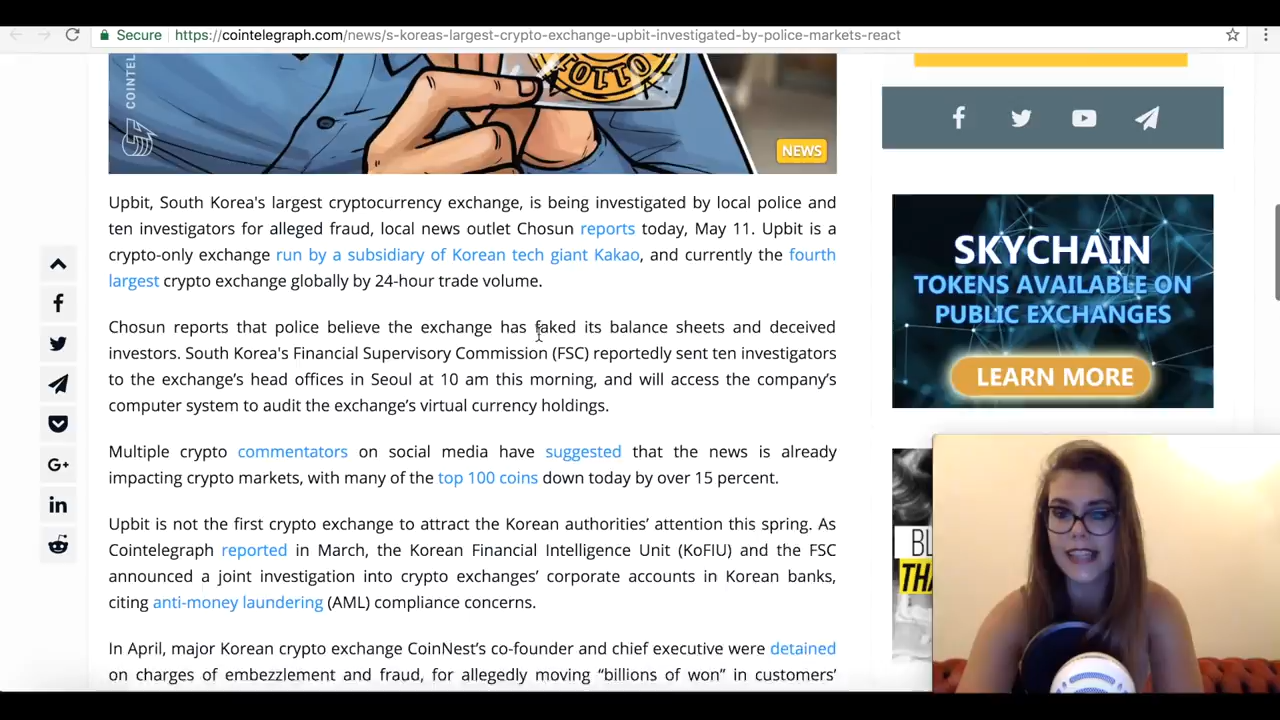 Secure
https://cointelegraph.com/news/s-koreas-largest-crypto-exchange-upbit-investigated-by-police-markets-react
COINTEL
NEWS
Upbit, South Korea's largest cryptocurrency exchange, is being investigated by local police and
ten investigators for alleged fraud, local news outlet Chosun reports today, May 11. Upbit is a
crypto-only exchange run by a subsidiary of Korean tech giant Kakao, and currently the fourth
largest crypto exchange globally by 24-hour trade volume.
Chosun reports that police believe the exchange has faked its balance sheets and deceived
investors. South Korea's Financial Supervisory Commission (FSC) reportedly sent ten investigators
to the exchange’s head offices in Seoul at 10 am this morning, and will access the company’s
computer system to audit the exchange’s virtual currency holdings.
Multiple crypto commentators on social media have suggested that the news is already
impacting crypto markets, with many of the top 100 coins down today by over 15 percent.
Upbit is not the first crypto exchange to attract the Korean authorities’ attention this spring. As
Cointelegraph reported in March, the Korean Financial Intelligence Unit (KoFIU) and the FSC
announced a joint investigation into crypto exchanges’ corporate accounts in Korean banks,
citing anti-money laundering (AML) compliance concerns.
In April, major Korean crypto exchange CoinNest’s co-founder and chief executive were detained
on charges of embezzlement and fraud, for allegedly moving “billions of won” in customers’
SKYCHAIN
TOKENS AVAILABLE ON
PUBLIC EXCHANGES
LEARN MORE
BL
THA